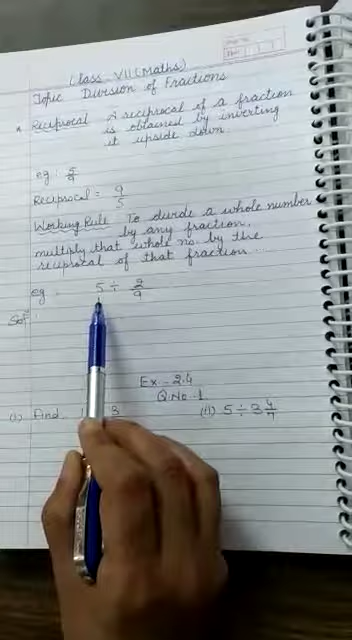 Class - VII (Maths)
Topic Division of Fractions
* Reciprocal A reciprocal of a fraction
is obtained by inverting
it upside down.
eg: 5/9
Reciprocal = 9/5
Working Rule To divide a whole number
by any fraction,
multiply that whole no. by the
reciprocal of that fraction...
eg 5 ÷ 2/9
Sol:
Ex - 2.4
Q.No. 1
(i) Find 3 (ii) 5 ÷ 3 4/7